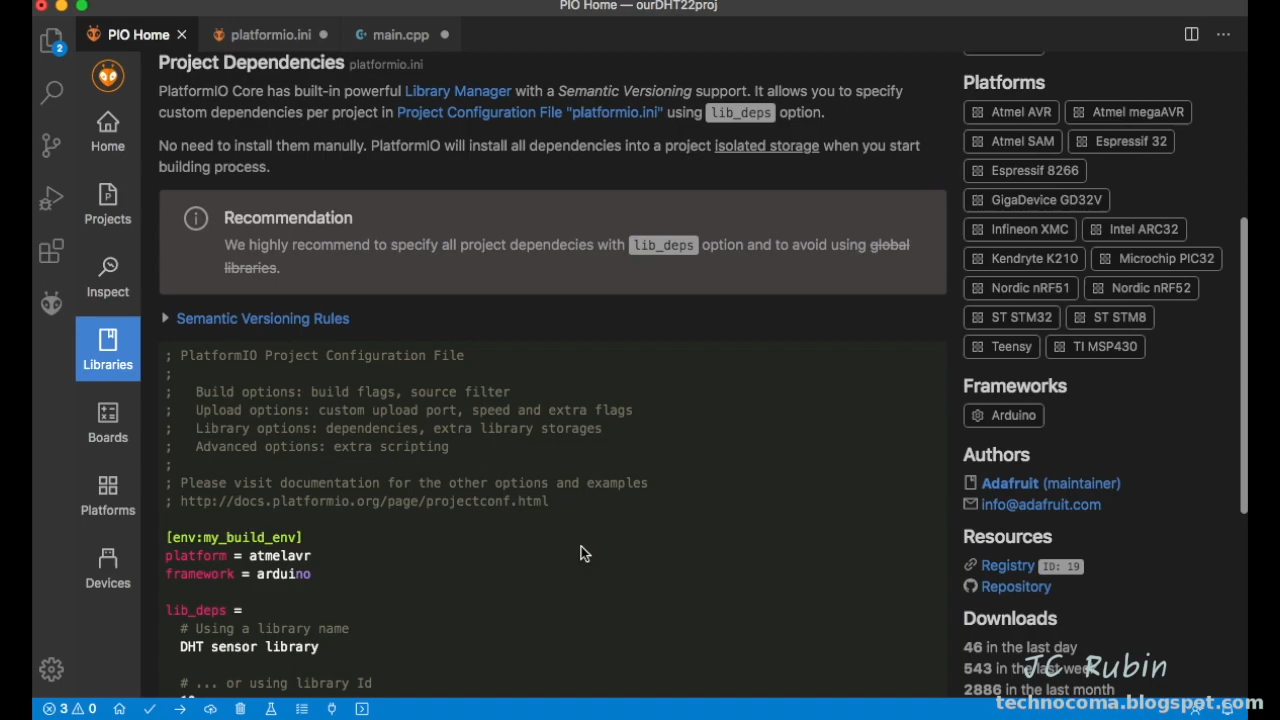 PIO Home — ourDHT22proj
PIO Home
platformio.ini
main.cpp
2
Home
Projects
Inspect
Libraries
Boards
Platforms
Devices
Project Dependencies platformio.ini
PlatformIO Core has built-in powerful Library Manager with a Semantic Versioning support. It allows you to specify
custom dependencies per project in Project Configuration File "platformio.ini" using lib_deps option.
No need to install them manully. PlatformIO will install all dependencies into a project isolated storage when you start
building process.
Recommendation
We highly recommend to specify all project dependecies with lib_deps option and to avoid using global
libraries.
Semantic Versioning Rules
; PlatformIO Project Configuration File
;
; Build options: build flags, source filter
; Upload options: custom upload port, speed and extra flags
; Library options: dependencies, extra library storages
; Advanced options: extra scripting
;
; Please visit documentation for the other options and examples
; http://docs.platformio.org/page/projectconf.html
[env:my_build_env]
platform = atmelavr
framework = arduino
lib_deps =
# Using a library name
DHT sensor library
# ... or using library Id
Platforms
Atmel AVR
Atmel megaAVR
Atmel SAM
Espressif 32
Espressif 8266
GigaDevice GD32V
Infineon XMC
Intel ARC32
Kendryte K210
Microchip PIC32
Nordic nRF51
Nordic nRF52
ST STM32
ST STM8
Teensy
TI MSP430
Frameworks
Arduino
Authors
Adafruit (maintainer)
info@adafruit.com
Resources
Registry ID: 19
Repository
Downloads
46 in the last day
543 in the last week
2886 in the last month
JC Rubin
technocoma.blogspot.com
3 0